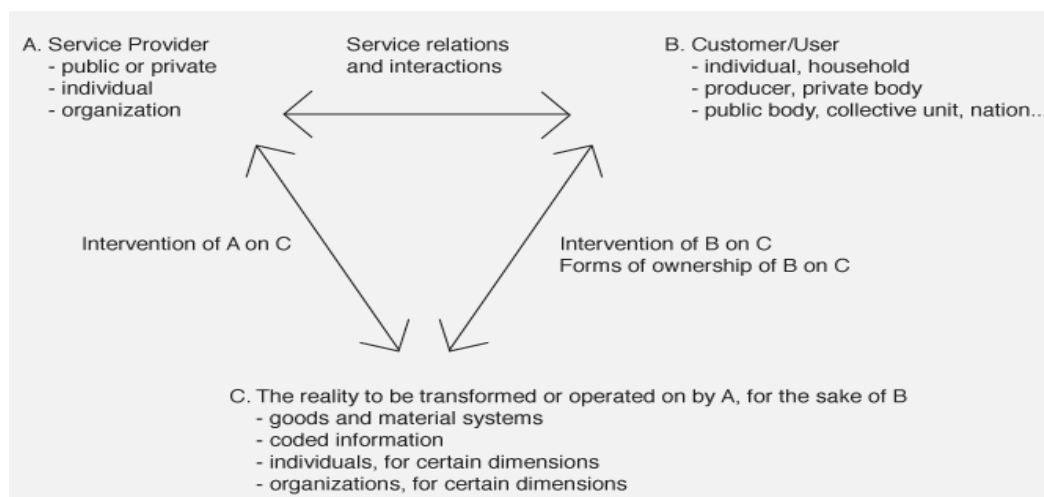 A. Service Provider
- public or private
- individual
- organization
Service relations
and interactions
B. Customer/User
- individual, household
- producer, private body
- public body, collective unit, nation...
Intervention of A on C
Intervention of B on C
Forms of ownership of B on C
C. The reality to be transformed or operated on by A, for the sake of B
- goods and material systems
- coded information
- individuals, for certain dimensions
- organizations, for certain dimensions